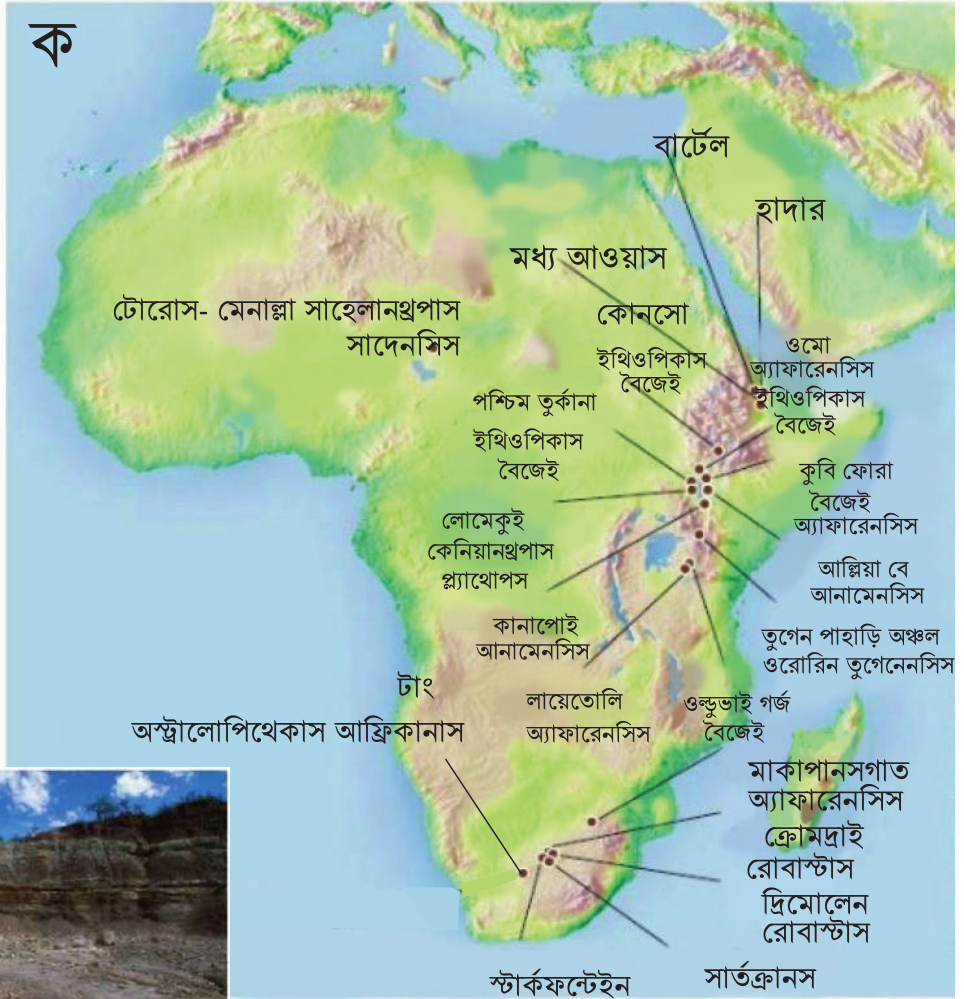 ক
বার্টেল
হাদার
মধ্য আওয়াস
টোরোস- মেনাল্লা সাহেলানথ্রপাস
সাদেনসিস
কোনসো
ইথিওপিকাস
বৈজেই
ওমো
অ্যাফারেনসিস
ইথিওপিকাস
বৈজেই
পশ্চিম তুর্কানা
ইথিওপিকাস
বৈজেই
কুবি ফোরা
বৈজেই
অ্যাফারেনসিস
লোমেকুই
কেনিয়ানথ্রপাস
প্ল্যাথোপস
আল্লিয়া বে
আনামেনসিস
কানাপোই
আনামেনসিস
তুগেন পাহাড়ি অঞ্চল
ওরোরিন তুগেনেনসিস
টাং
অস্ট্রালোপিথেকাস আফ্রিকানাস
লায়েতোলি
অ্যাফারেনসিস
ওল্ডুভাই গর্জ
বৈজেই
মাকাপানসগাত
অ্যাফারেনসিস
ক্রোমদ্রাই
রোবাস্টাস
দ্রিমোলেন
রোবাস্টাস
স্টার্কফন্টেইন
সার্তক্রানস